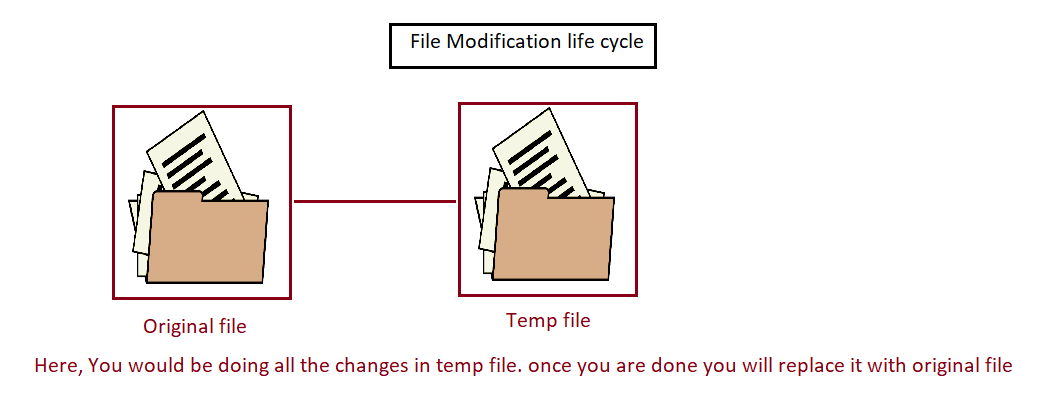 File Modification life cycle
Original file
Temp file
Here, You would be doing all the changes in temp file. once you are done you will replace it with original file